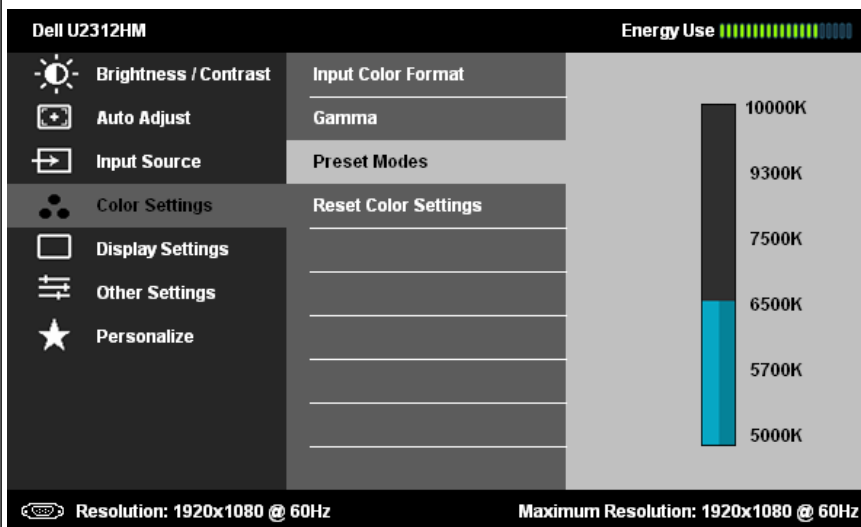 Dell U2312HM
Energy Use
Brightness / Contrast
Auto Adjust
Input Source
Color Settings
Display Settings
Other Settings
Personalize
Input Color Format
Gamma
Preset Modes
Reset Color Settings
10000K
9300K
7500K
6500K
5700K
5000K
Resolution: 1920x1080 @ 60Hz
Maximum Resolution: 1920x1080 @ 60Hz